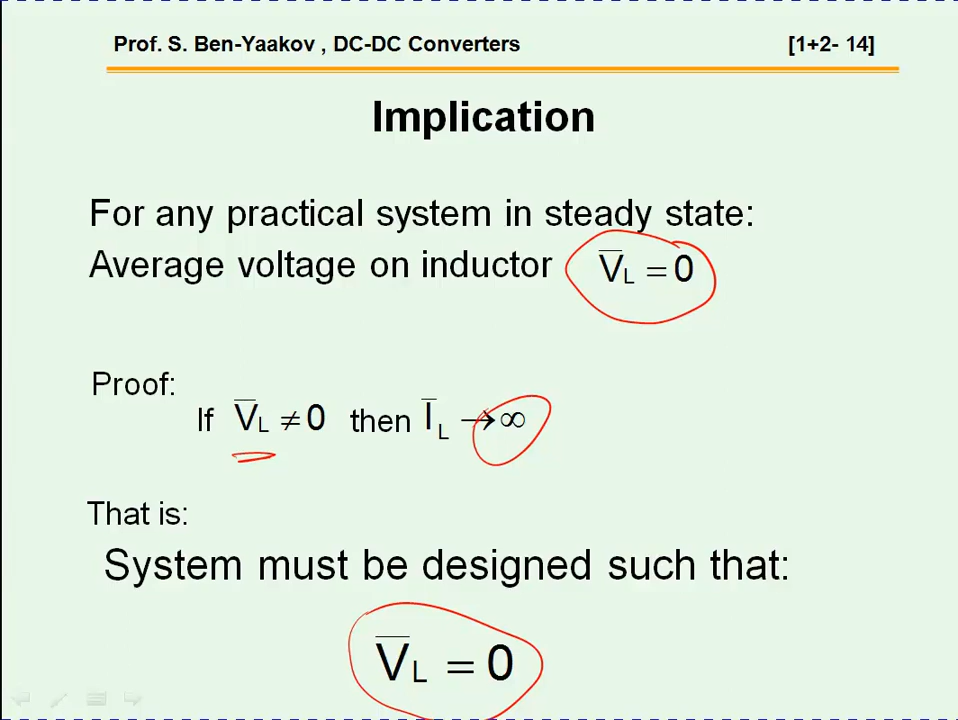 Prof. S. Ben-Yaakov , DC-DC Converters [1+2- 14]
Implication
For any practical system in steady state:
Average voltage on inductor V̅L = 0
Proof:
If V̅L ≠ 0 then I̅L → ∞
That is:
System must be designed such that:
V̅L = 0